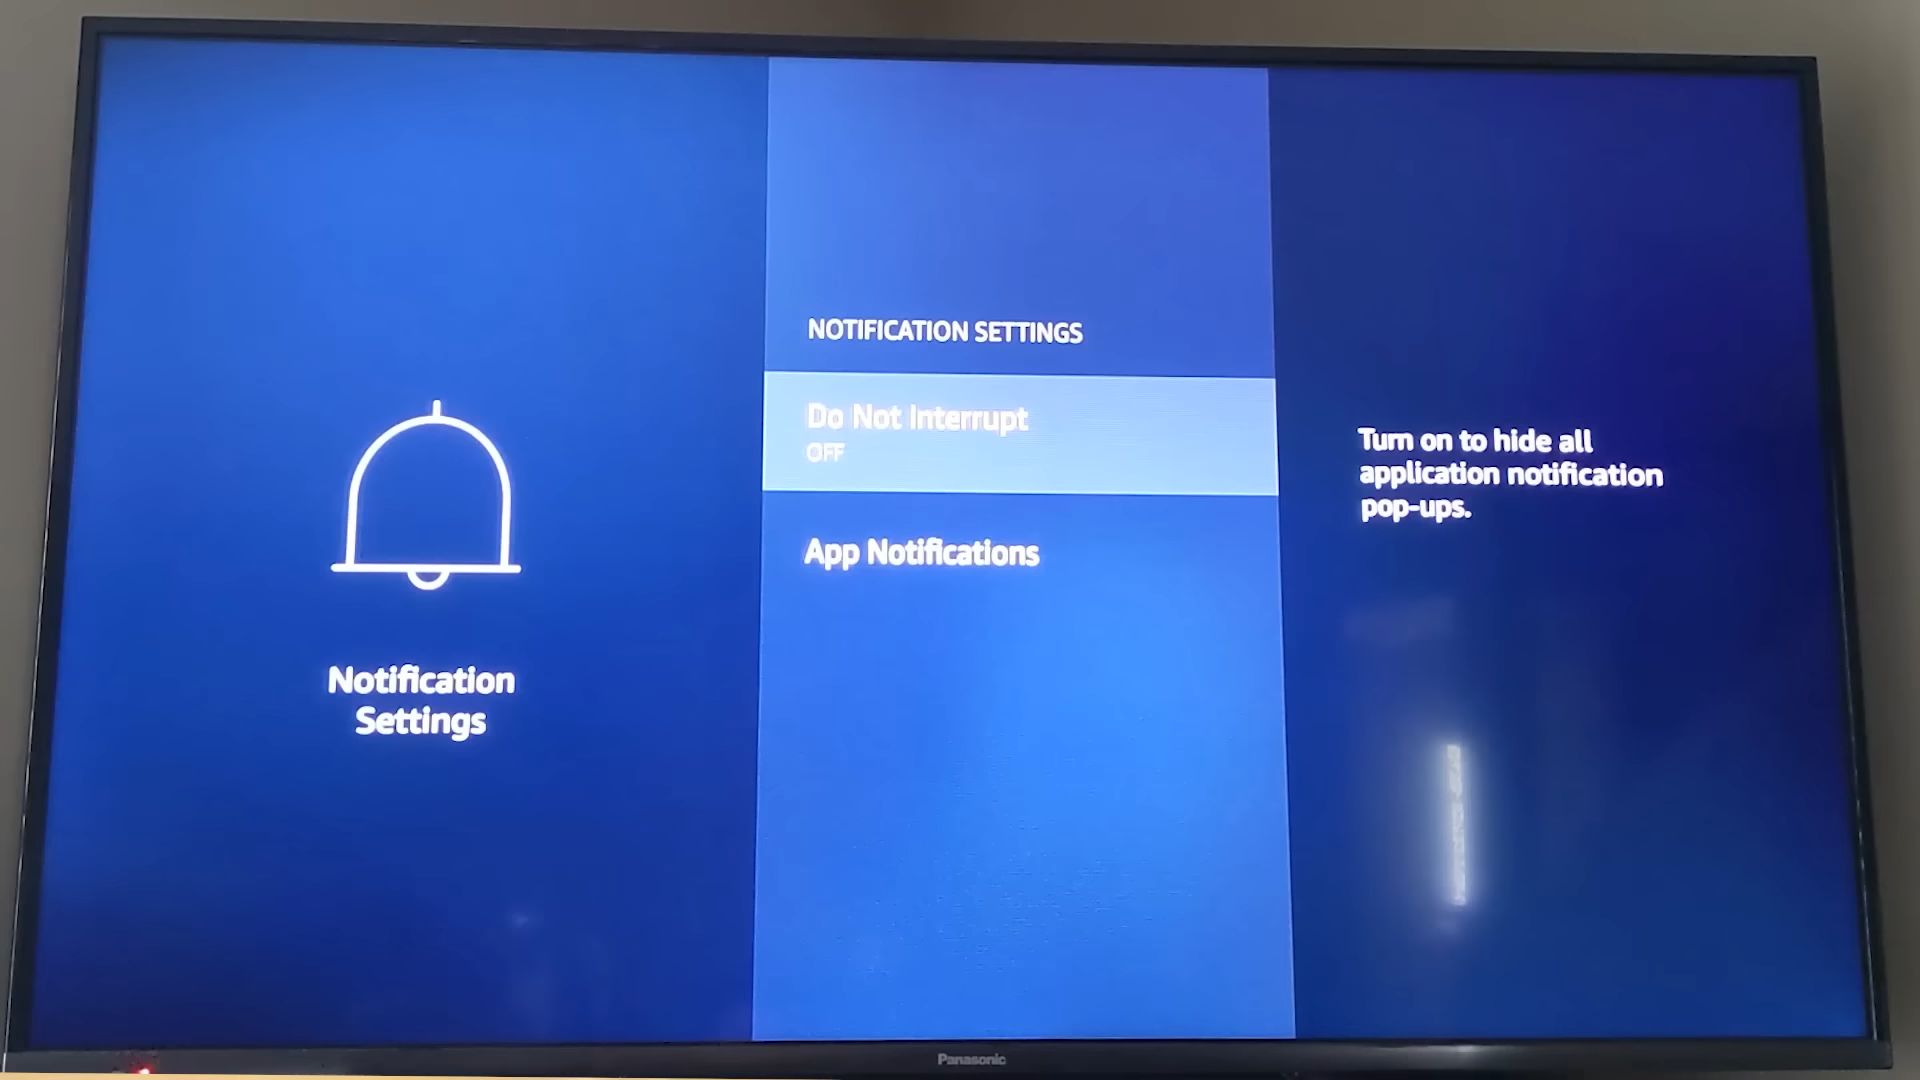 Notification
Settings
NOTIFICATION SETTINGS
Do Not Interrupt
OFF
App Notifications
Turn on to hide all
application notification
pop-ups.
Panasonic